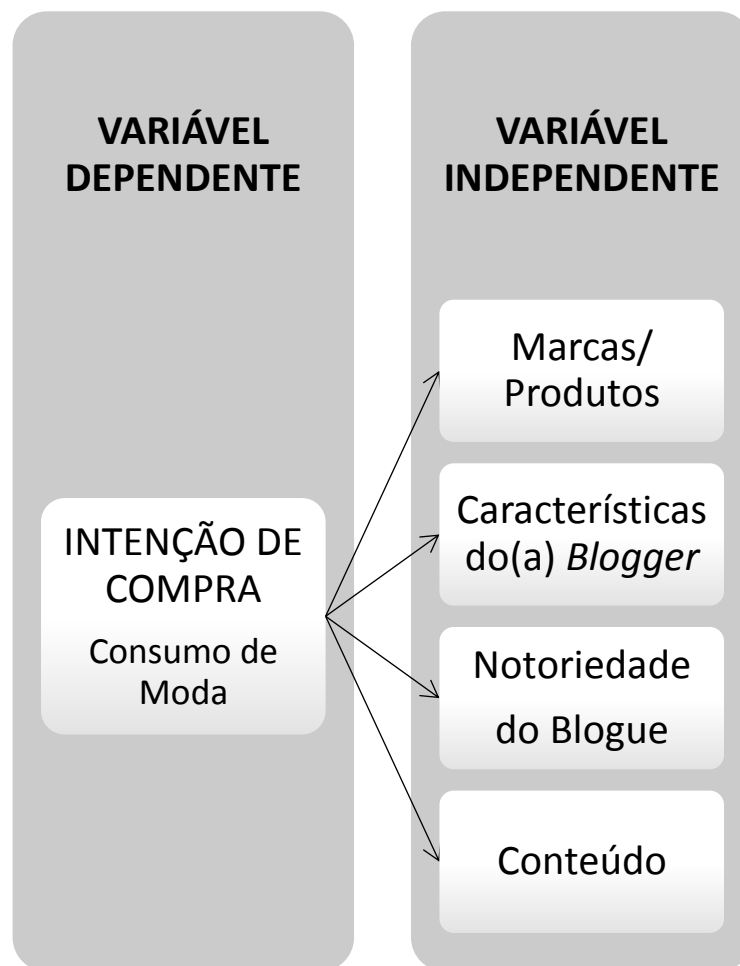 VARIÁVEL
DEPENDENTE
INTENÇÃO DE
COMPRA
Consumo de
Moda
VARIÁVEL
INDEPENDENTE
Marcas/
Produtos
Características
do(a) Blogger
Notoriedade
do Blogue
Conteúdo